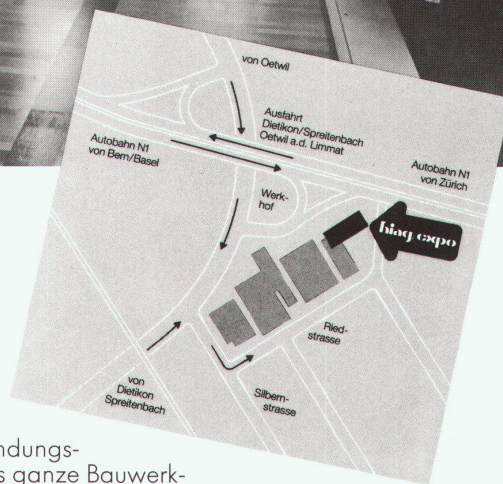 von Oetwil
Ausfahrt
Dietikon/Spreitenbach
Oetwil a.d. Limmat
Autobahn N1
von Bern/Basel
Autobahn N1
von Zürich
Werk-
hof
hiag expo
Ried-
strasse
von
Dietikon
Spreitenbach
Silbern-
strasse
ndungs-
s ganze Bauwerk-